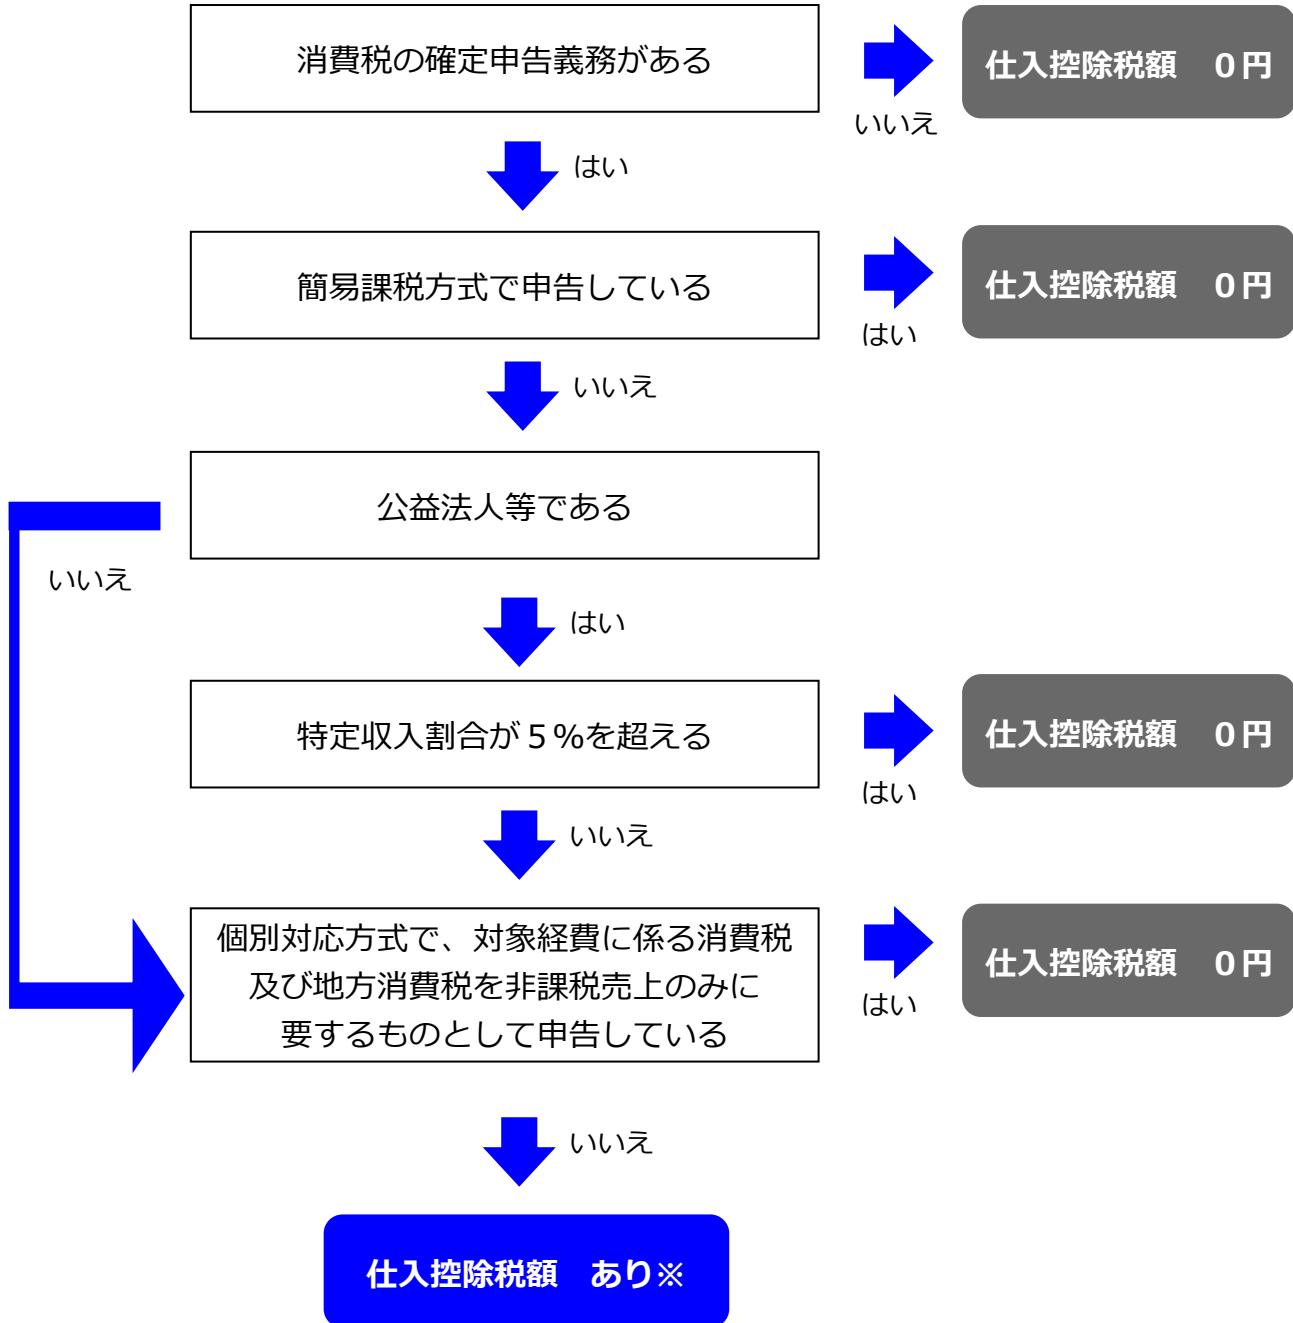 消費税の確定申告義務がある
仕入控除税額　０円
いいえ
はい
簡易課税方式で申告している
仕入控除税額　０円
はい
いいえ
公益法人等である
いいえ
はい
特定収入割合が５％を超える
仕入控除税額　０円
はい
いいえ
個別対応方式で、対象経費に係る消費税
及び地方消費税を非課税売上のみに
要するものとして申告している
仕入控除税額　０円
はい
いいえ
仕入控除税額　あり※